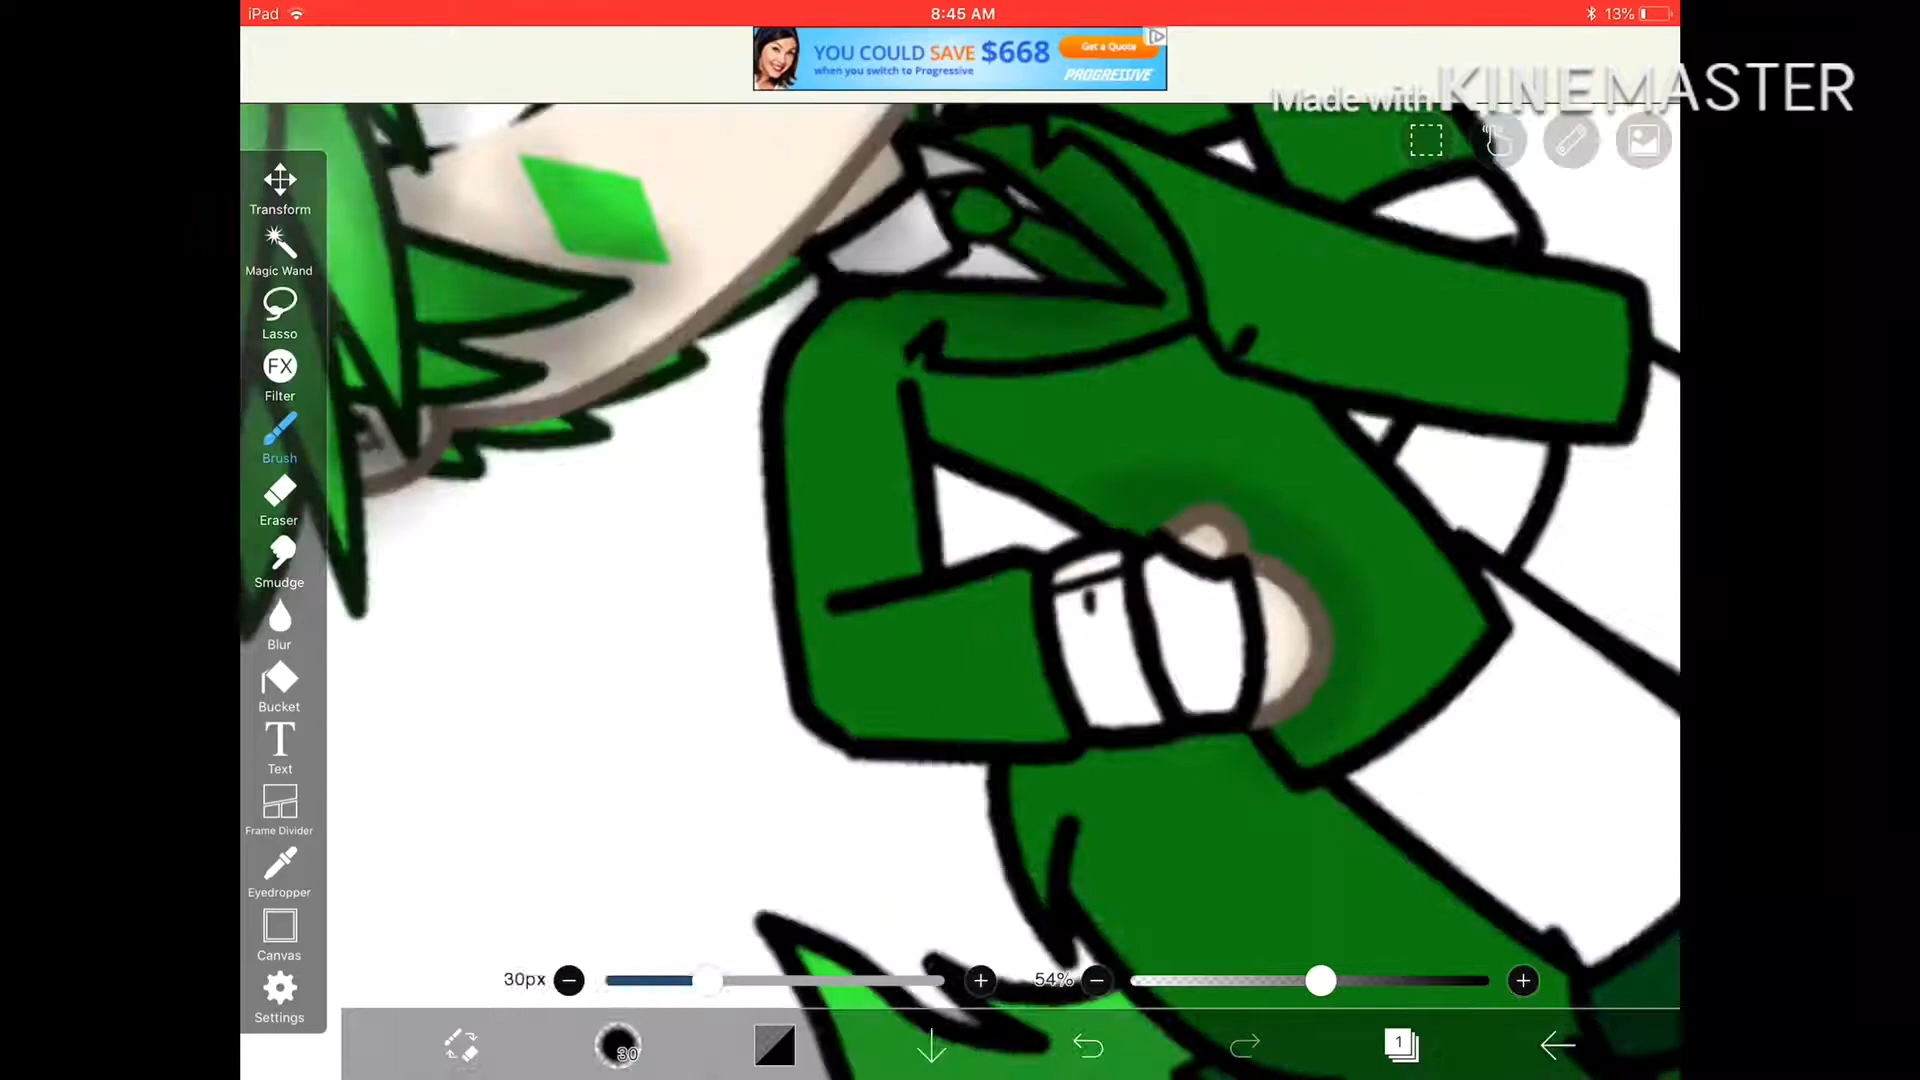 iPad
8:45 AM
13%
YOU COULD SAVE $668
when you switch to Progressive
Get a Quote
PROGRESSIVE
Made with KINEMASTER
Transform
Magic Wand
Lasso
FX
Filter
Brush
Eraser
Smudge
Blur
Bucket
T
Text
Frame Divider
Eyedropper
Canvas
Settings
30px
54%
30
1